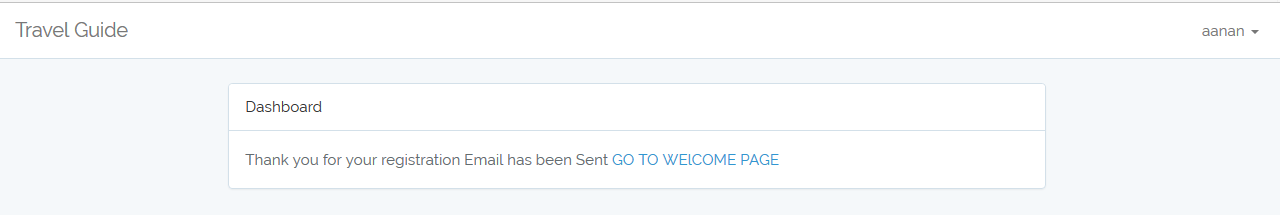 Travel Guide
aanan
Dashboard
Thank you for your registration Email has been Sent GO TO WElCOME PAGE